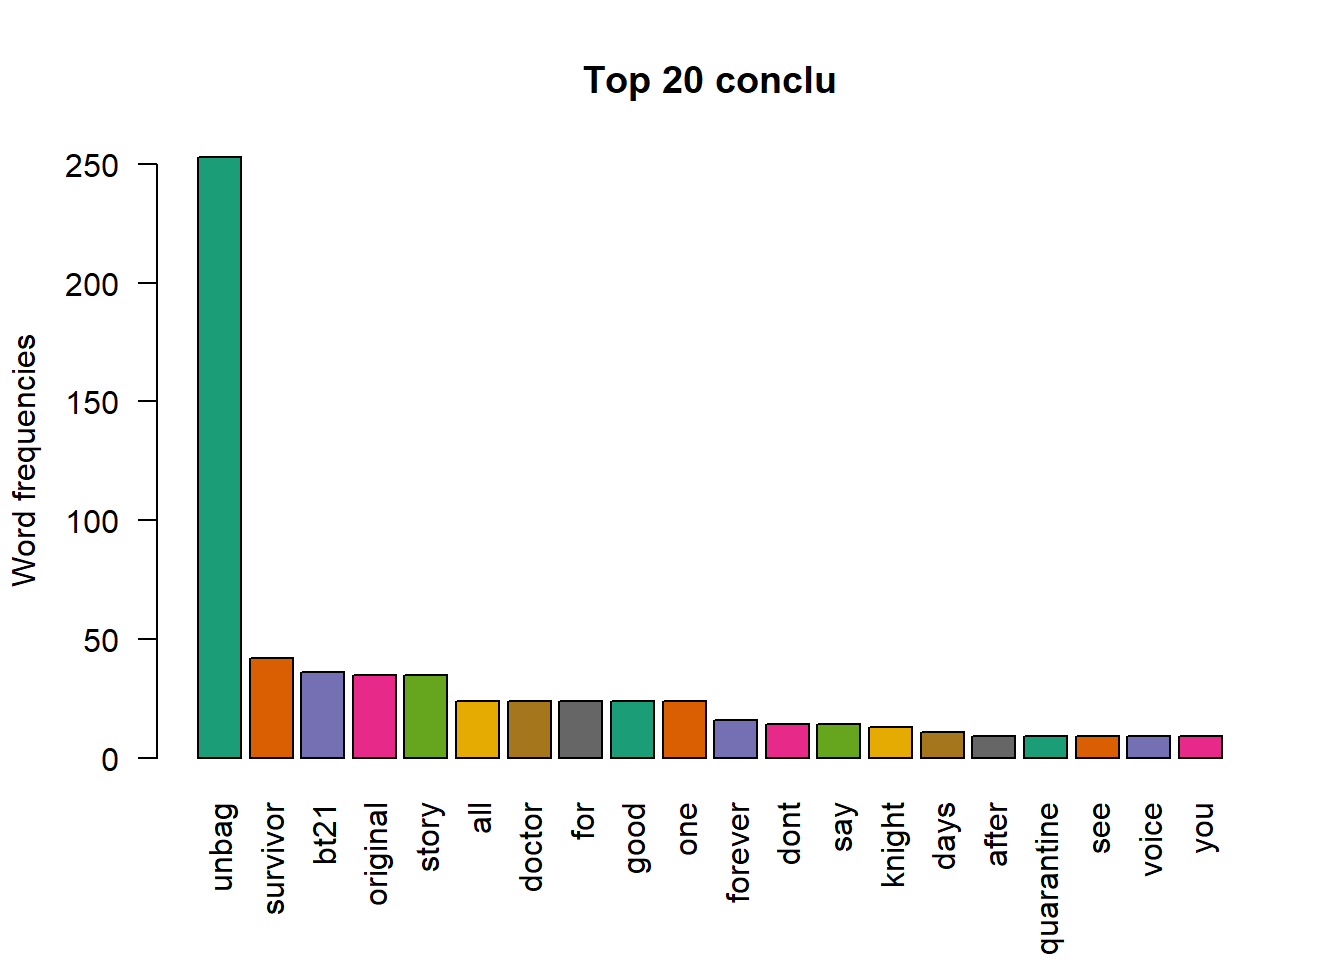 Top 20 conclu
Word frequencies
250
200
150
100
50
0
unbag
survivor
bt21
original
story
all
doctor
for
good
one
forever
dont
say
knight
days
after
quarantine
see
voice
you